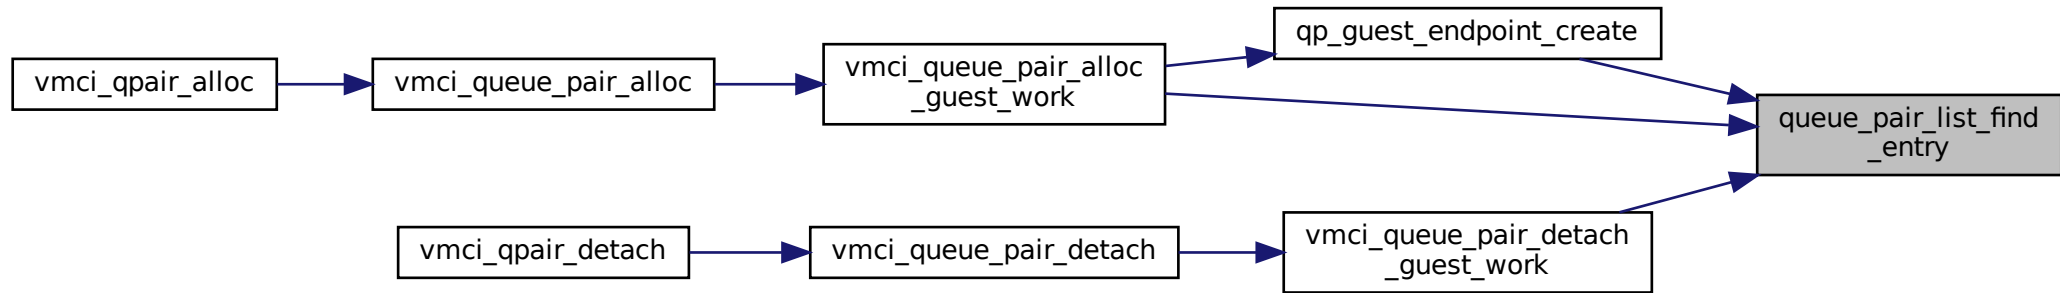 vmci_qpair_alloc
vmci_queue_pair_alloc
vmci_queue_pair_alloc
_guest_work
qp_guest_endpoint_create
queue_pair_list_find
_entry
vmci_qpair_detach
vmci_queue_pair_detach
vmci_queue_pair_detach
_guest_work